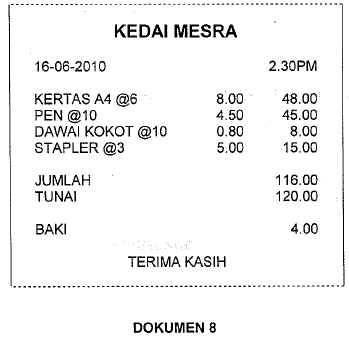 KEDAI MESRA
16-06-2010 2.30PM
KERTAS A4 @6 8.00 48.00
PEN @10 4.50 45.00
DAWAI KOKOT @10 0.80 8.00
STAPLER @3 5.00 15.00
JUMLAH 116.00
TUNAI 120.00
BAKI 4.00
TERIMA KASIH
DOKUMEN 8